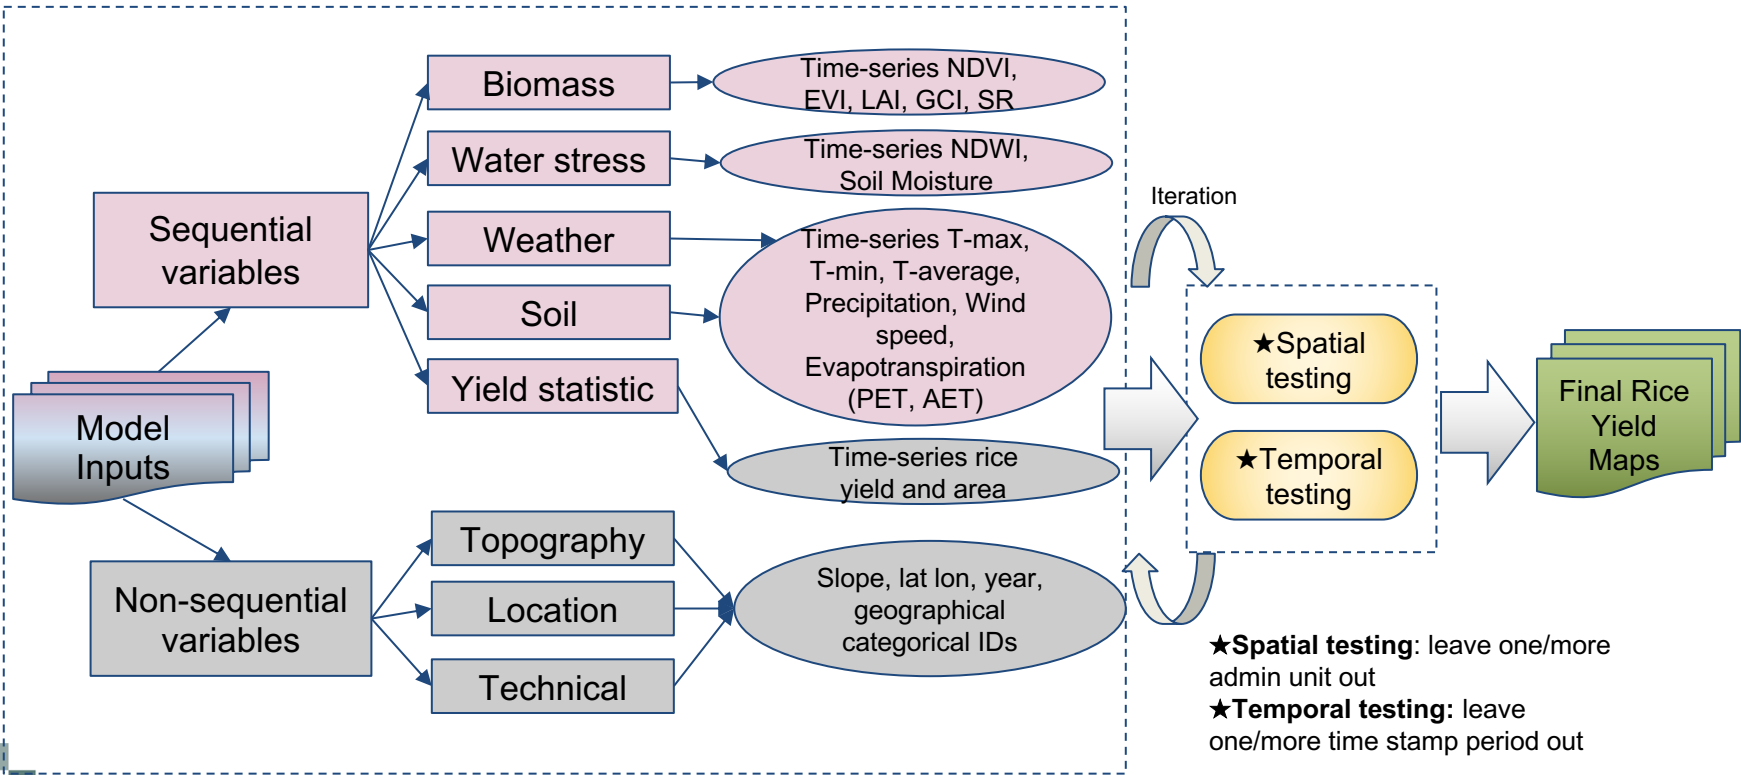 Model
Inputs
Sequential
variables
Non-sequential
variables
Biomass
Water stress
Weather
Soil
Yield statistic
Topography
Location
Technical
Time-series NDVI,
EVI, LAI, GCI, SR
Time-series NDWI,
Soil Moisture
Time-series T-max,
T-min, T-average,
Precipitation, Wind
speed,
Evapotranspiration
(PET, AET)
Time-series rice
yield and area
Slope, lat lon, year,
geographical
categorical IDs
Iteration
★Spatial
testing
★Temporal
testing
Final Rice
Yield
Maps
★Spatial testing: leave one/more
admin unit out
★Temporal testing: leave
one/more time stamp period out